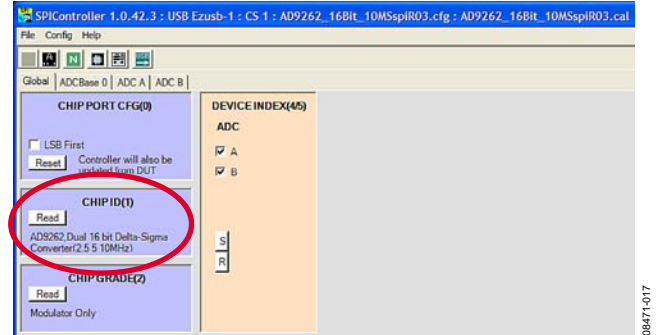 SPIController 1.0.42.3 : USB Ezusb-1 : CS 1 : AD9262_16Bit_10MSspiR03.cfg : AD9262_16Bit_10MSspiR03.cal
File Config Help
N
Global ADCBase 0 ADC A ADC B
CHIP PORT CFG(0)
LSB First
Reset Controller will also be
updated from DUT
CHIP ID(1)
Read
AD9262,Dual 16 bit Delta-Sigma
Converter(2.5 5 10MHz)
CHIP GRADE(2)
Read
Modulator Only
DEVICE INDEX(4/5)
ADC
A
B
S
R
08471-017